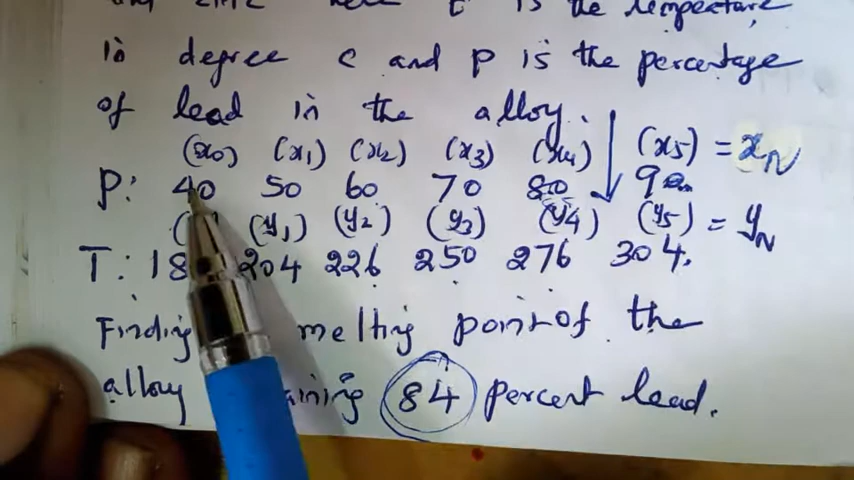 is the temperature
in degree c and p is the percentage
of lead in the alloy.
(x0) (x1) (x2) (x3) (x4) (x5) = xN
P: 40 50 60 70 80 90
(y1) (y2) (y3) (y4) (y5) = yN
T: 18 204 226 250 276 304.
Finding melting point of the
alloy 84 percent lead.